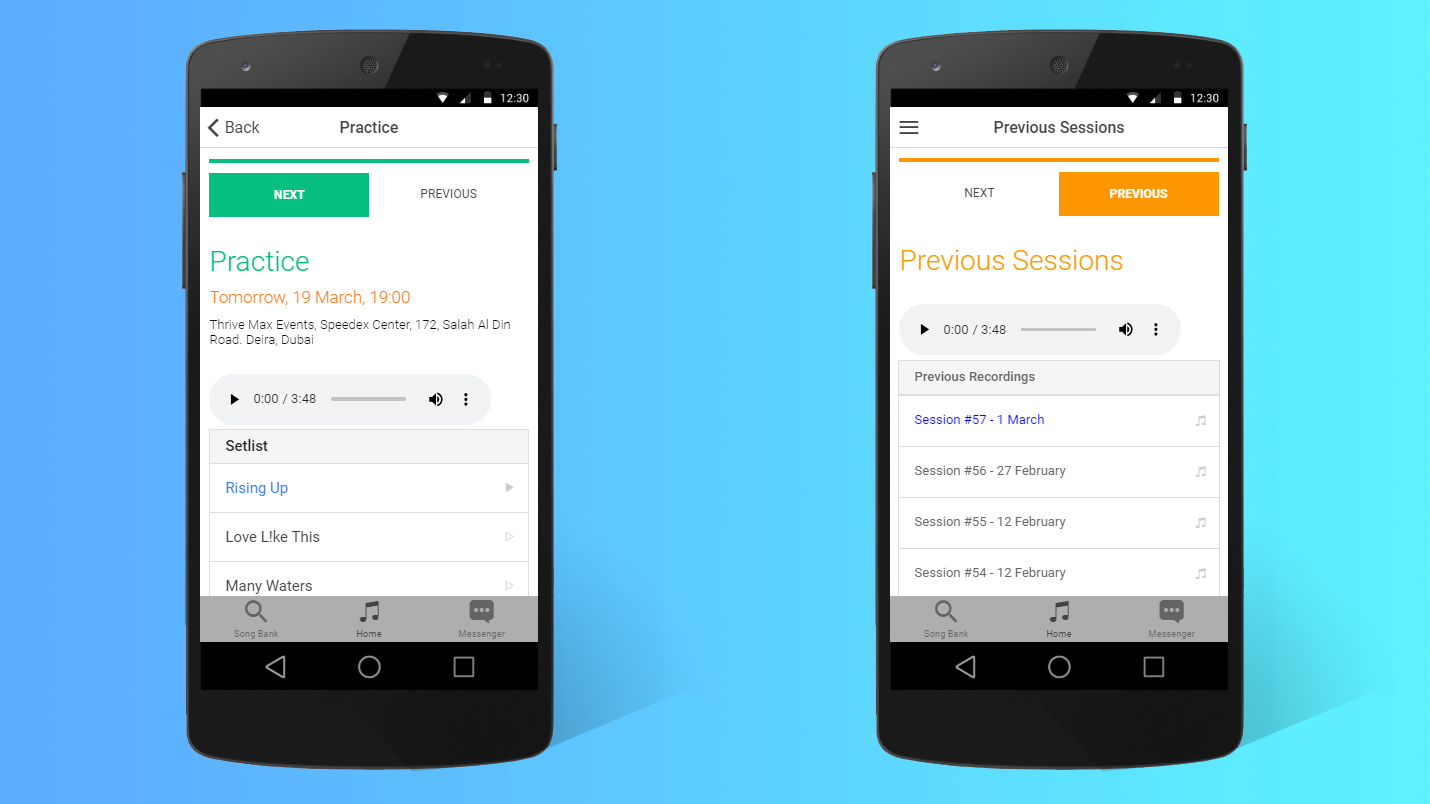 12:30
Back
Practice
NEXT
PREVIOUS
Practice
Tomorrow, 19 March, 19:00
Thrive Max Events, Speedex Center, 172, Salah Al Din
Road. Deira, Dubai
0:00 / 3:48
Setlist
Rising Up
Love L!ke This
Many Waters
Song Bank
Home
Messenger
12:30
Previous Sessions
NEXT
PREVIOUS
Previous Sessions
0:00 / 3:48
Previous Recordings
Session #57 - 1 March
Session #56 - 27 February
Session #55 - 12 February
Session #54 - 12 February
Song Bank
Home
Messenger